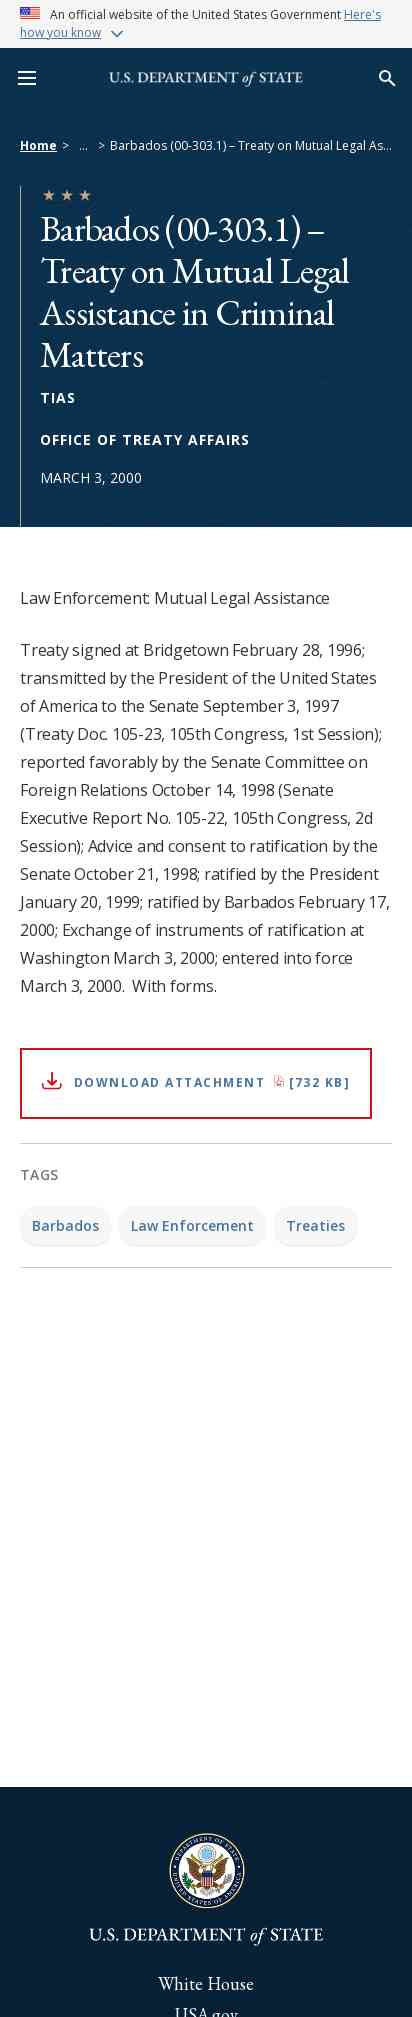 An official website of the United States Government Here's
how you know
U.S. DEPARTMENT of STATE
Home > ... > Barbados (00-303.1) – Treaty on Mutual Legal As...
Barbados (00-303.1) –
Treaty on Mutual Legal
Assistance in Criminal
Matters
TIAS
OFFICE OF TREATY AFFAIRS
MARCH 3, 2000
Law Enforcement: Mutual Legal Assistance
Treaty signed at Bridgetown February 28, 1996;
transmitted by the President of the United States
of America to the Senate September 3, 1997
(Treaty Doc. 105-23, 105th Congress, 1st Session);
reported favorably by the Senate Committee on
Foreign Relations October 14, 1998 (Senate
Executive Report No. 105-22, 105th Congress, 2d
Session); Advice and consent to ratification by the
Senate October 21, 1998; ratified by the President
January 20, 1999; ratified by Barbados February 17,
2000; Exchange of instruments of ratification at
Washington March 3, 2000; entered into force
March 3, 2000.  With forms.
DOWNLOAD ATTACHMENT [732 KB]
TAGS
Barbados Law Enforcement Treaties
DEPARTMENT OF STATE
UNITED STATES OF AMERICA
U.S. DEPARTMENT of STATE
White House
USA.gov